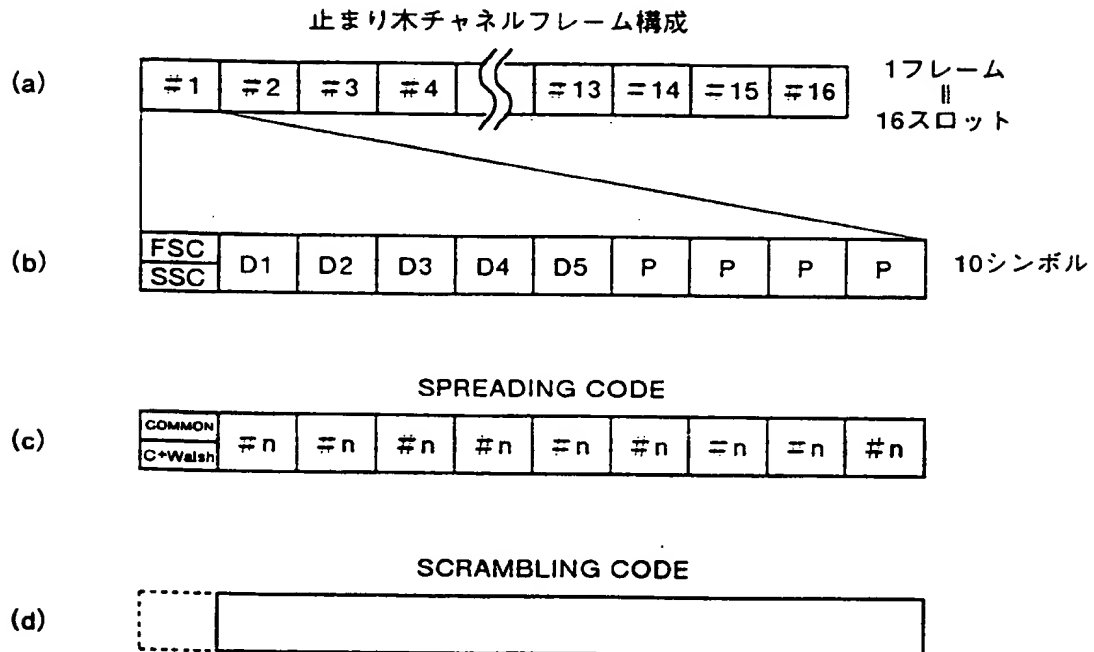 止まり木チャネルフレーム構成
(a)
#1 #2 #3 #4 #13 #14 #15 #16
1フレーム
॥
16スロット
(b)
FSC
SSC
D1 D2 D3 D4 D5 P P P P
10シンボル
SPREADING CODE
(c)
COMMON
C+Walsh
#n #n #n #n #n #n #n #n #n
SCRAMBLING CODE
(d)